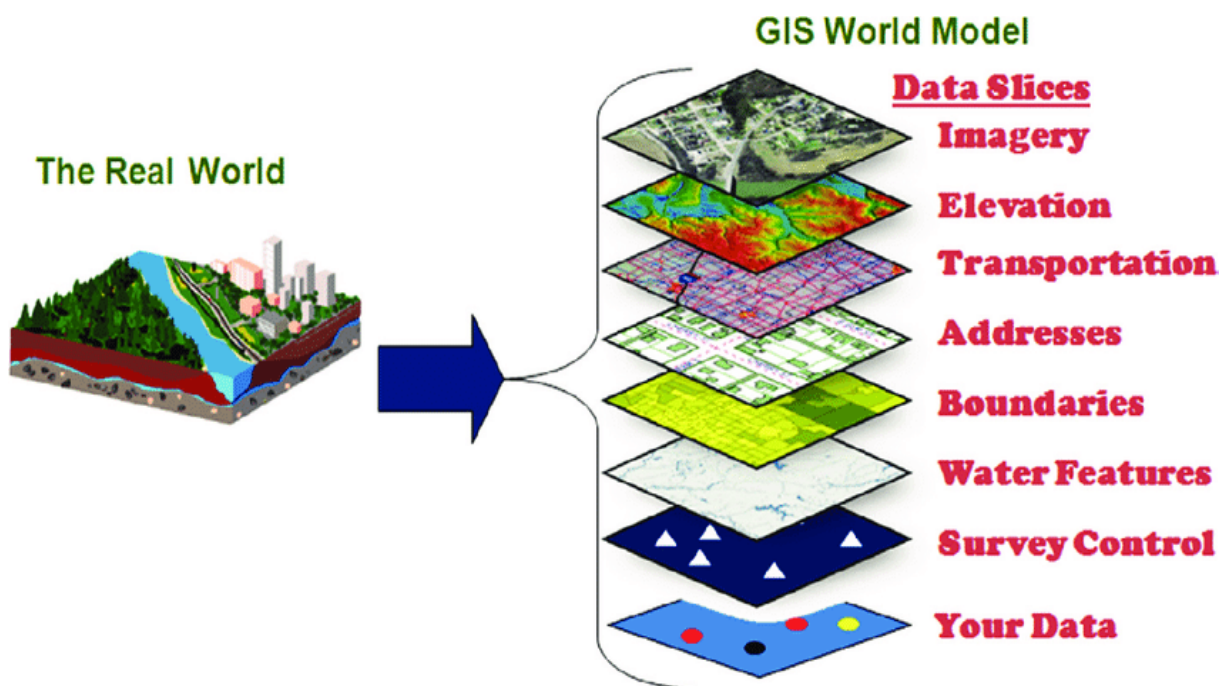 GIS World Model
The Real World
Data Slices
Imagery
Elevation
Transportation
Addresses
Boundaries
Water Features
Survey Control
Your Data